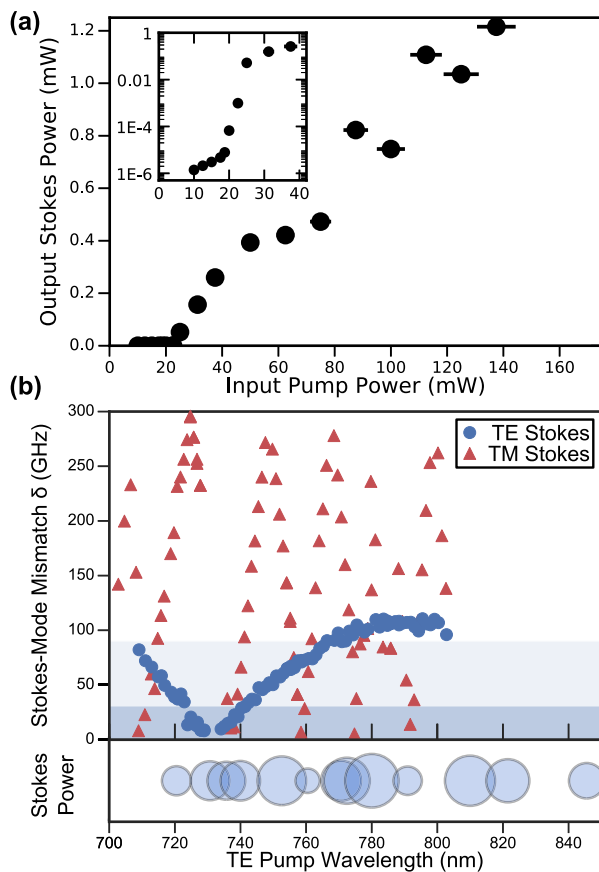 (a)
Output Stokes Power (mW)
1.2
1.0
0.8
0.6
0.4
0.2
0.0
1
0.01
1E-4
1E-6
0 10 20 30 40
0 20 40 60 80 100 120 140 160
Input Pump Power (mW)
(b)
Stokes-Mode Mismatch δ (GHz)
300
250
200
150
100
50
0
TE Stokes
TM Stokes
Stokes
Power
700 720 740 760 780 800 820 840
TE Pump Wavelength (nm)